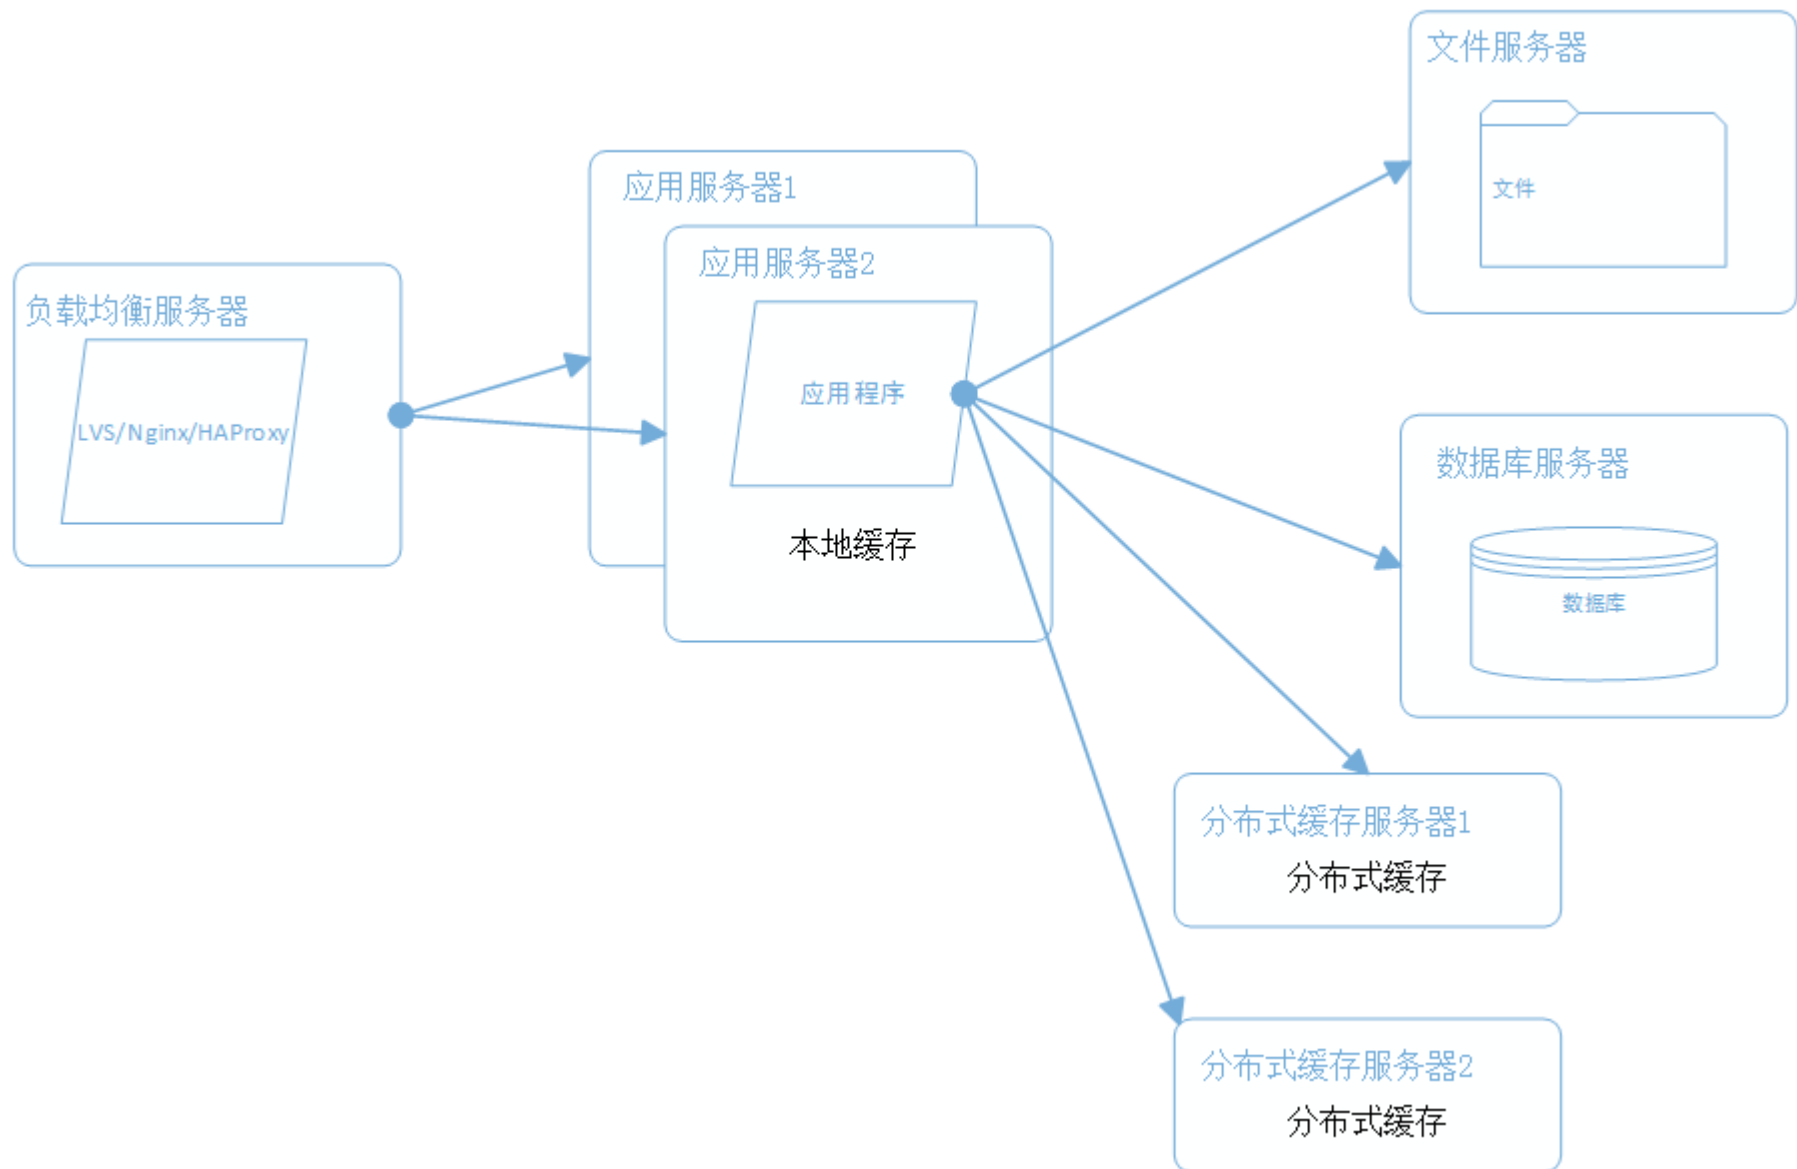 负载均衡服务器
LVS/Nginx/HAProxy
应用服务器1
应用服务器2
应用程序
本地缓存
文件服务器
文件
数据库服务器
数据库
分布式缓存服务器1
分布式缓存
分布式缓存服务器2
分布式缓存